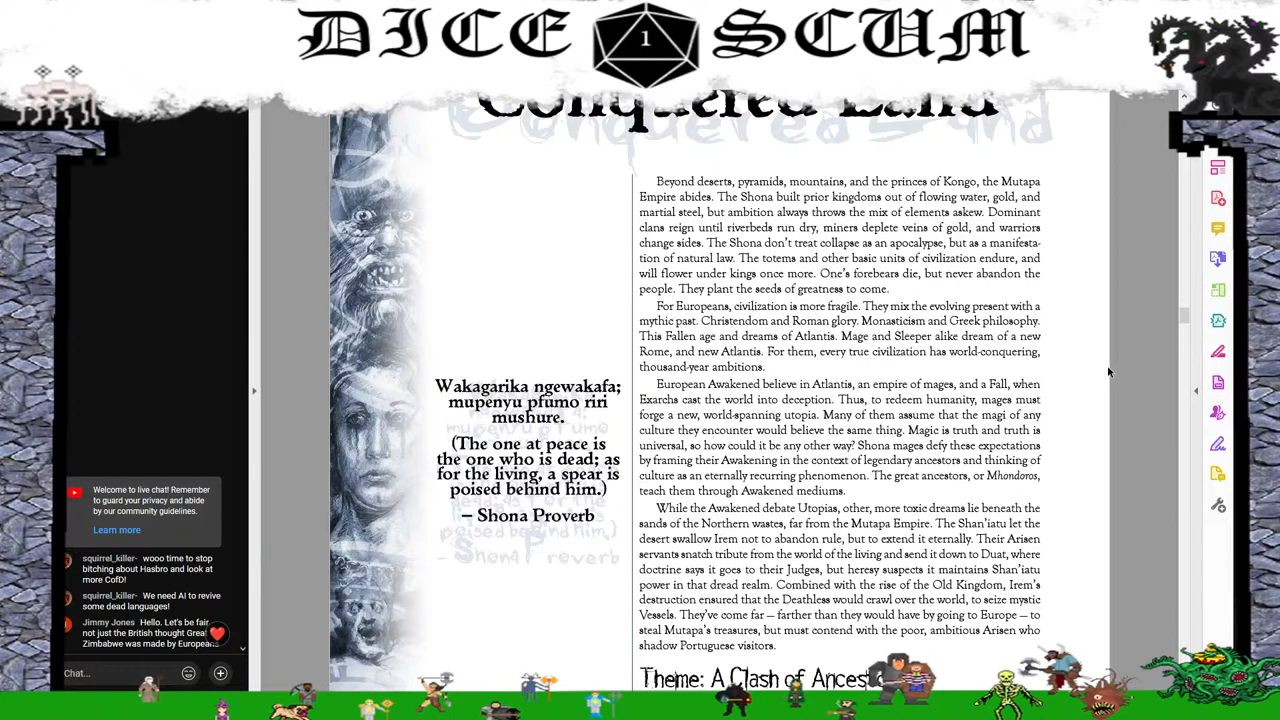 DICE 1 SCUM
Conquered Land
Beyond deserts, pyramids, mountains, and the princes of Kongo, the Mutapa
Empire abides. The Shona built prior kingdoms out of flowing water, gold, and
martial steel, but ambition always throws the mix of elements askew. Dominant
clans reign until riverbeds run dry, miners deplete veins of gold, and warriors
change sides. The Shona don't treat collapse as an apocalypse, but as a manifesta-
tion of natural law. The totems and other basic units of civilization endure, and
will flower under kings once more. One's forebears die, but never abandon the
people. They plant the seeds of greatness to come.
For Europeans, civilization is more fragile. They mix the evolving present with a
mythic past. Christendom and Roman glory. Monasticism and Greek philosophy.
This Fallen age and dreams of Atlantis. Mage and Sleeper alike dream of a new
Rome, and new Atlantis. For them, every true civilization has world-conquering,
thousand-year ambitions.
European Awakened believe in Atlantis, an empire of mages, and a Fall, when
Exarchs cast the world into deception. Thus, to redeem humanity, mages must
forge a new, world-spanning utopia. Many of them assume that the magi of any
culture they encounter would believe the same thing. Magic is truth and truth is
universal, so how could it be any other way? Shona mages defy these expectations
by framing their Awakening in the context of legendary ancestors and thinking of
culture as an eternally recurring phenomenon. The great ancestors, or Mhondoros,
teach them through Awakened mediums.
While the Awakened debate Utopias, other, more toxic dreams lie beneath the
sands of the Northern wastes, far from the Mutapa Empire. The Shan'iatu let the
desert swallow Irem not to abandon rule, but to extend it eternally. Their Arisen
servants snatch tribute from the world of the living and send it down to Duat, where
doctrine says it goes to their Judges, but heresy suspects it maintains Shan'iatu
power in that dread realm. Combined with the rise of the Old Kingdom, Irem's
destruction ensured that the Deathless would crawl over the world, to seize mystic
Vessels. They've come far — farther than they would have by going to Europe — to
steal Mutapa's treasures, but must contend with the poor, ambitious Arisen who
shadow Portuguese visitors.
Theme: A Clash of Ancest
Wakagarika ngewakafa;
mupenyu pfumo riri
mushure.
(The one at peace is
the one who is dead; as
for the living, a spear is
poised behind him.)
– Shona Proverb
Welcome to live chat! Remember
to guard your privacy and abide
by our community guidelines.
Learn more
squirrel_killer- wooo time to stop
bitching about Hasbro and look at
more CofD!
squirrel_killer- We need AI to revive
some dead languages!
Jimmy Jones Hello. Let's be fair
not just the British thought Grea
Zimbabwe was made by Europeans
Chat...